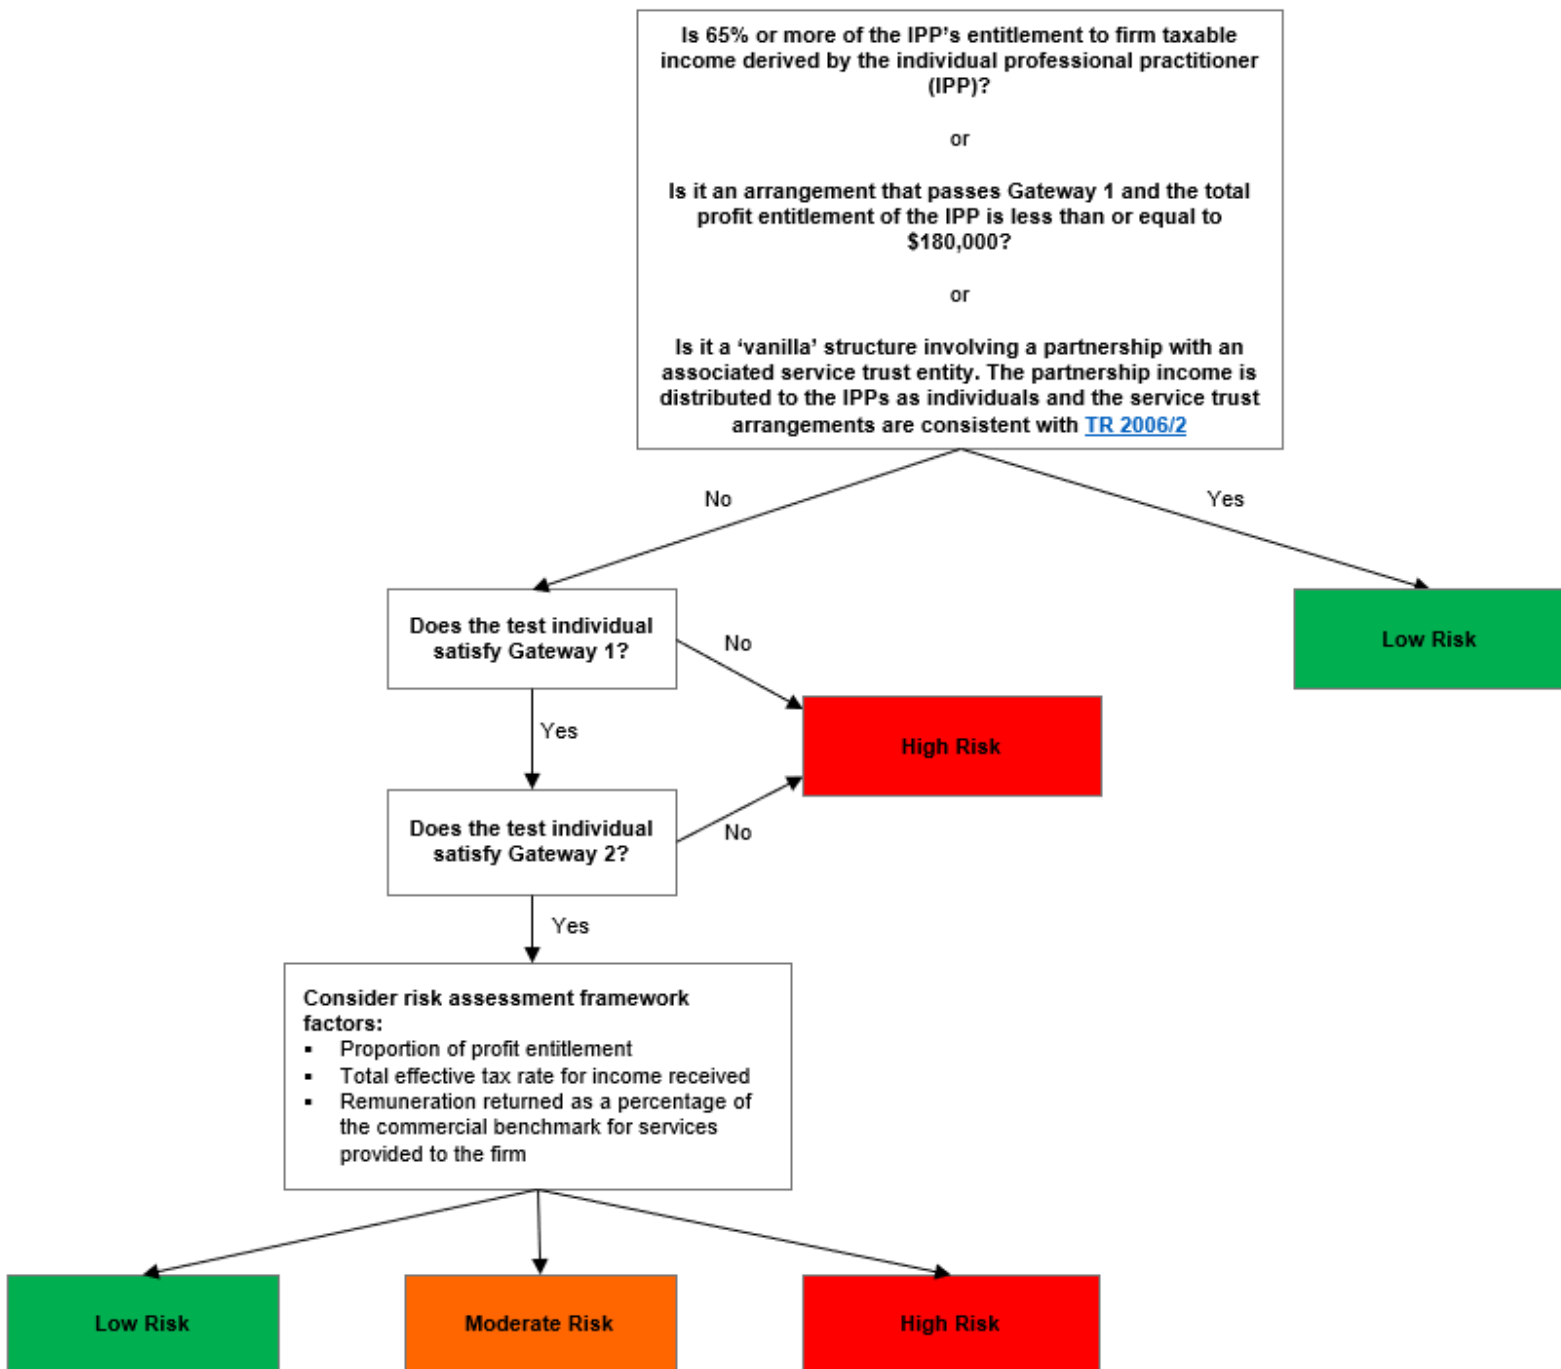 Is 65% or more of the IPP’s entitlement to firm taxable
income derived by the individual professional practitioner
(IPP)?
or
Is it an arrangement that passes Gateway 1 and the total
profit entitlement of the IPP is less than or equal to
$180,000?
or
Is it a ‘vanilla’ structure involving a partnership with an
associated service trust entity. The partnership income is
distributed to the IPPs as individuals and the service trust
arrangements are consistent with TR 2006/2
No
Yes
Does the test individual
satisfy Gateway 1?
No
Low Risk
Yes
High Risk
Does the test individual
satisfy Gateway 2?
No
Yes
Consider risk assessment framework
factors:
▪ Proportion of profit entitlement
▪ Total effective tax rate for income received
▪ Remuneration returned as a percentage of
the commercial benchmark for services
provided to the firm
Low Risk
Moderate Risk
High Risk